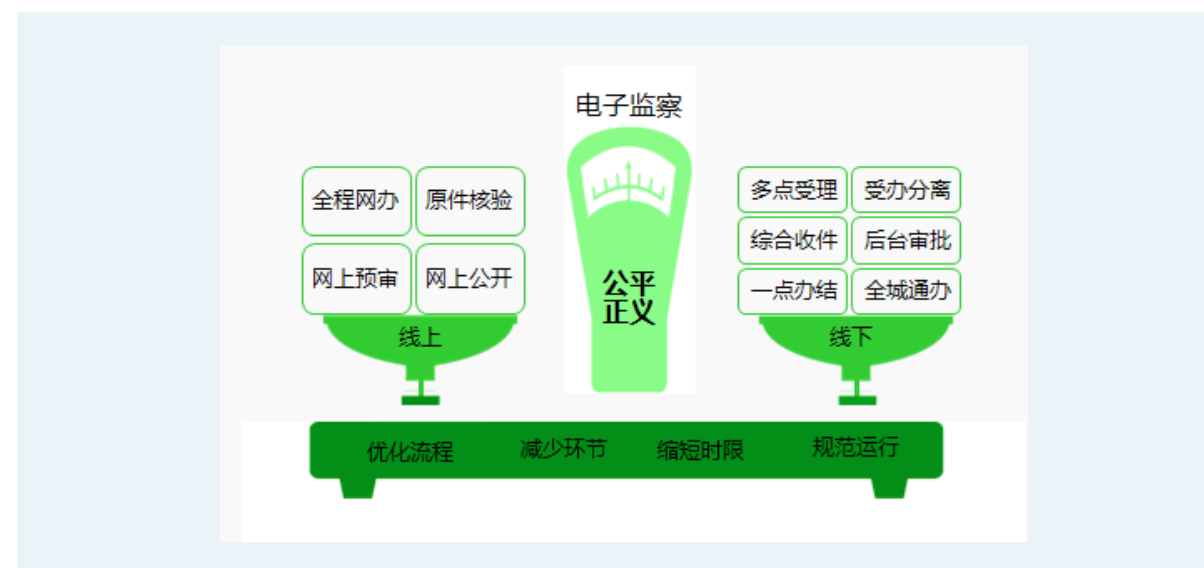 电子监察
全程网办 原件核验
网上预审 网上公开
线上
公平
正义
多点受理 受办分离
综合收件 后台审批
一点办结 全城通办
线下
优化流程 减少环节 缩短时限 规范运行